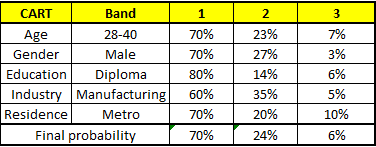 CART Band 1 2 3
Age 28-40 70% 23% 7%
Gender Male 70% 27% 3%
Education Diploma 80% 14% 6%
Industry Manufacturing 60% 35% 5%
Residence Metro 70% 20% 10%
Final probability 70% 24% 6%